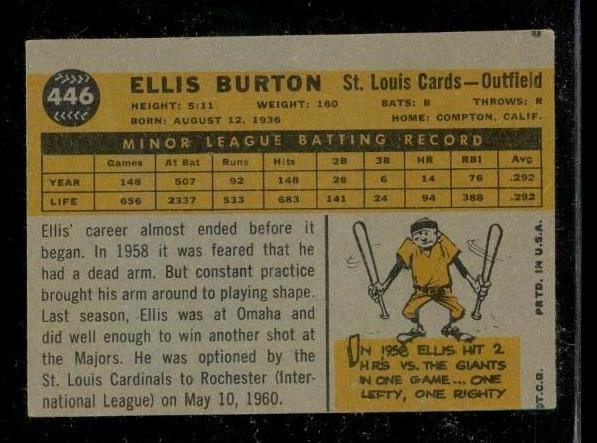 446
ELLIS BURTON St. Louis Cards—Outfield
HEIGHT: 5:11 WEIGHT: 160 BATS: B THROWS: R
BORN: AUGUST 12, 1936 HOME: COMPTON, CALIF.
MINOR LEAGUE BATTING RECORD
Games At Bat Runs Hits 2B 3B HR RBI Avg
YEAR 148 507 92 148 26 6 14 76 .292
LIFE 656 2337 533 683 141 24 94 388 .292
Ellis' career almost ended before it
began. In 1958 it was feared that he
had a dead arm. But constant practice
brought his arm around to playing shape.
Last season, Ellis was at Omaha and
did well enough to win another shot at
the Majors. He was optioned by the
St. Louis Cardinals to Rochester (Inter-
national League) on May 10, 1960.
IN 1958 ELLIS HIT 2
HRS VS. THE GIANTS
IN ONE GAME... ONE
LEFTY, ONE RIGHTY
T.C.G. PRTD. IN U.S.A.